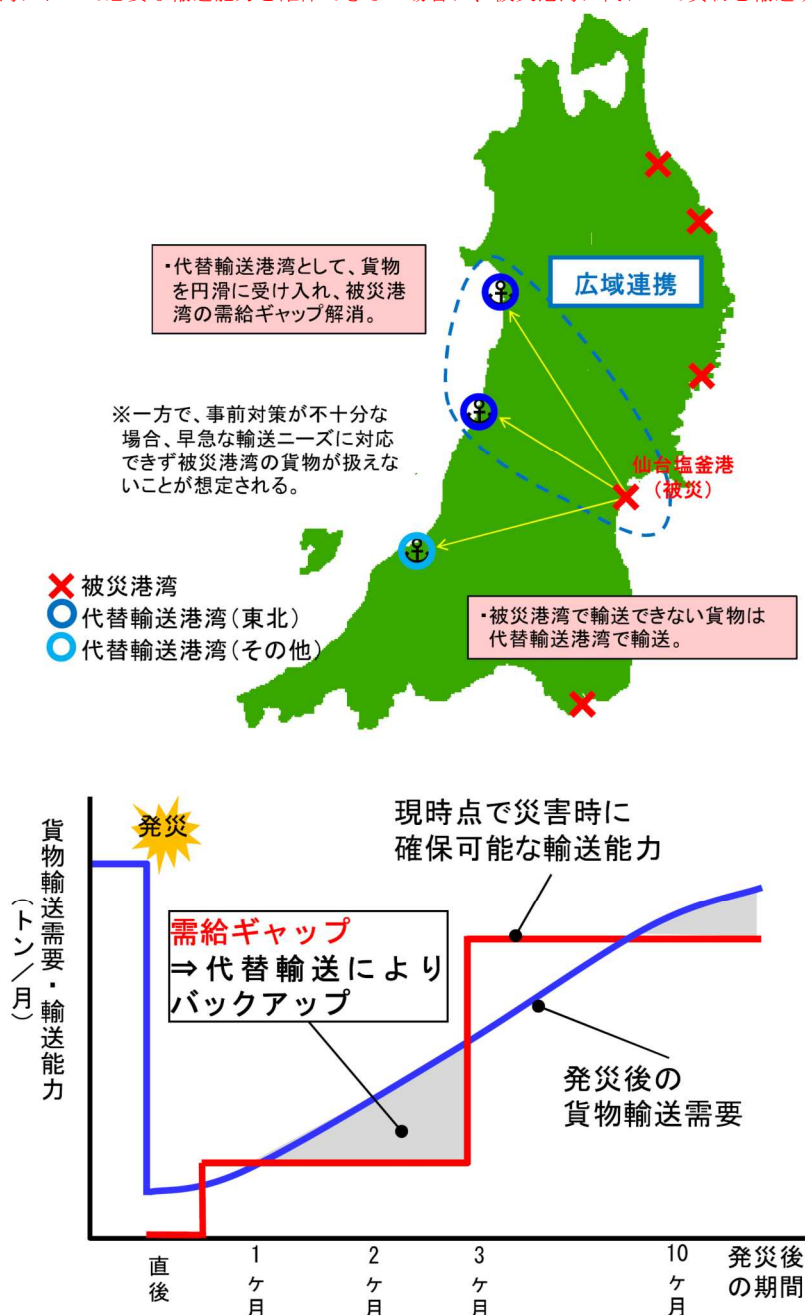 ・代替輸送港湾として、貨物
を円滑に受け入れ、被災港
湾の需給ギャップ解消。
広域連携
※一方で、事前対策が不十分な
場合、早急な輸送ニーズに対応
できず被災港湾の貨物が扱えな
いことが想定される。
仙台塩釜港
(被災)
被災港湾
代替輸送港湾(東北)
代替輸送港湾(その他)
・被災港湾で輸送できない貨物は
代替輸送港湾で輸送。
貨物輸送需要・輸送能力
(トン/月)
発災
現時点で災害時に
確保可能な輸送能力
需給ギャップ
⇒代替輸送により
バックアップ
発災後の
貨物輸送需要
直後
1ヶ月
2ヶ月
3ヶ月
10ヶ月
発災後
の期間